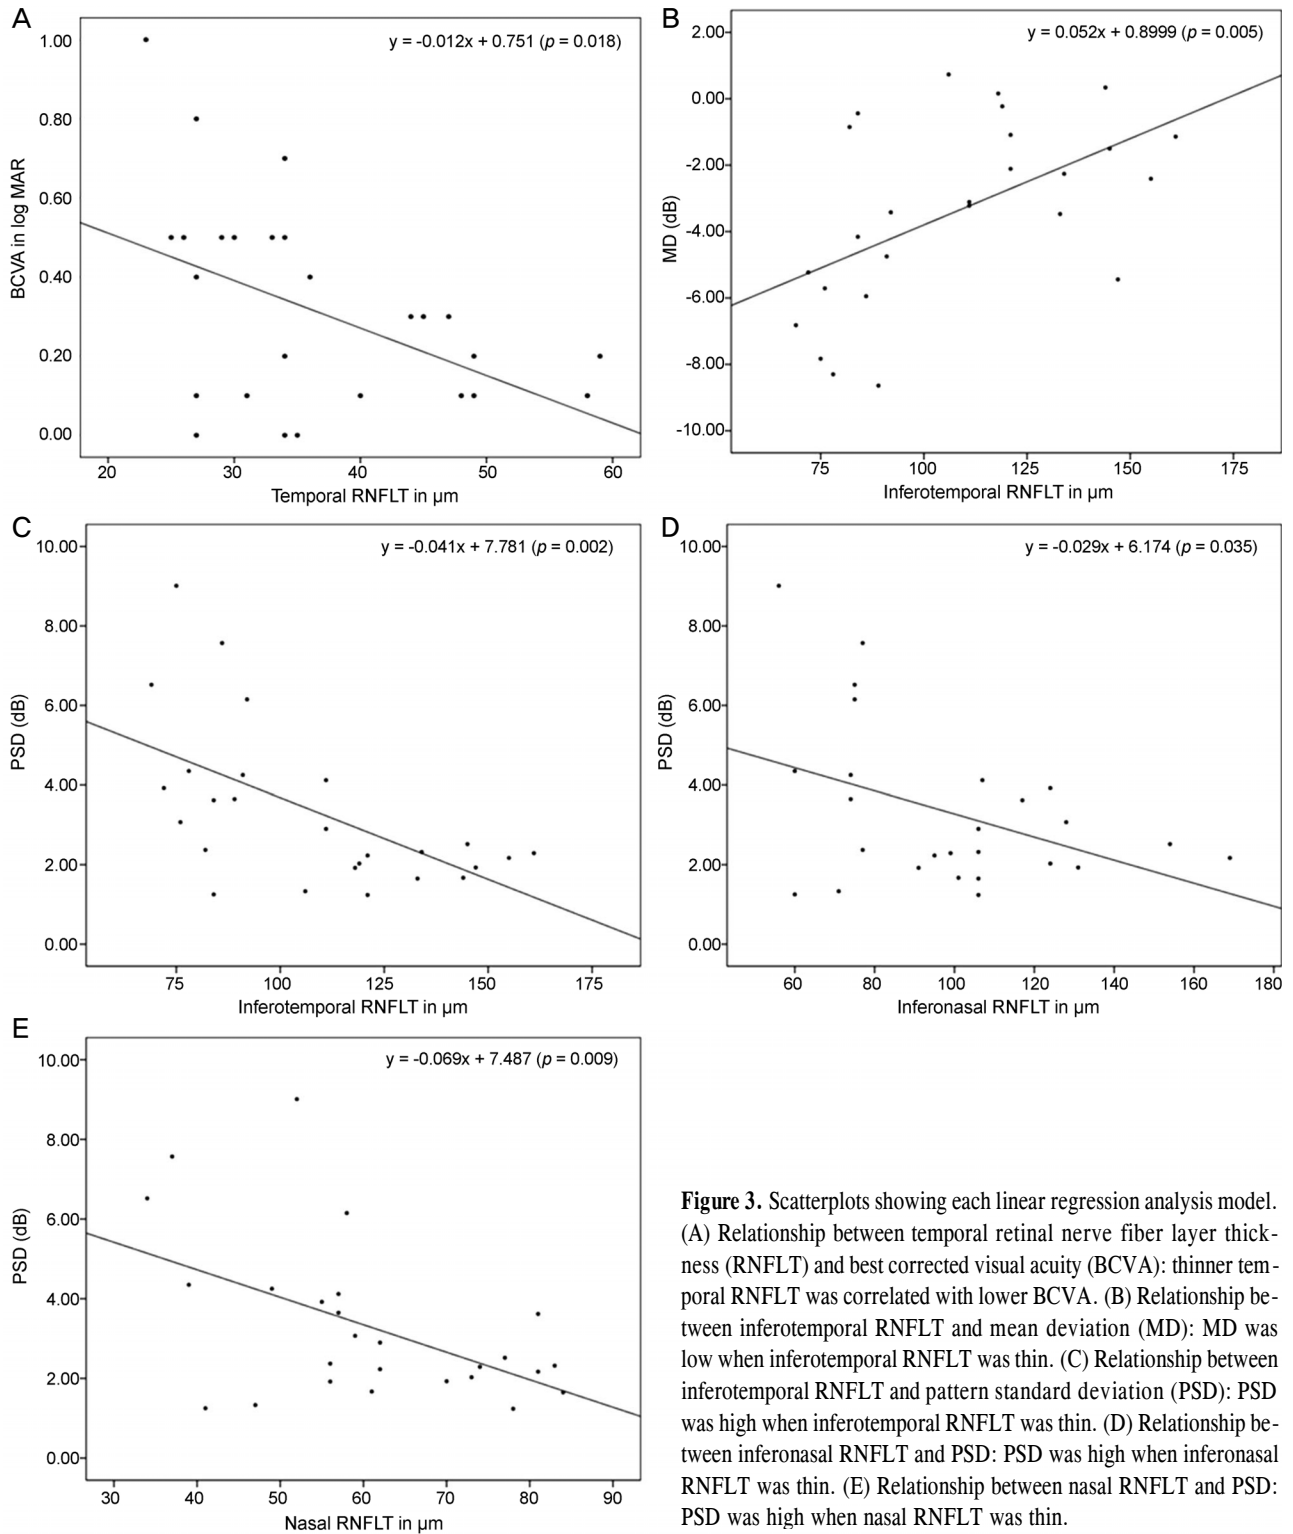 A
y = -0.012x + 0.751 (p = 0.018)
1.00
0.80
0.60
0.40
0.20
0.00
BCVA in log MAR
20 30 40 50 60
Temporal RNFLT in µm
B
y = 0.052x + 0.8999 (p = 0.005)
2.00
0.00
-2.00
-4.00
-6.00
-8.00
-10.00
MD (dB)
75 100 125 150 175
Inferotemporal RNFLT in µm
C
y = -0.041x + 7.781 (p = 0.002)
10.00
8.00
6.00
4.00
2.00
0.00
PSD (dB)
75 100 125 150 175
Inferotemporal RNFLT in µm
D
y = -0.029x + 6.174 (p = 0.035)
10.00
8.00
6.00
4.00
2.00
0.00
PSD (dB)
60 80 100 120 140 160 180
Inferonasal RNFLT in µm
E
y = -0.069x + 7.487 (p = 0.009)
10.00
8.00
6.00
4.00
2.00
0.00
PSD (dB)
30 40 50 60 70 80 90
Nasal RNFLT in µm
Figure 3. Scatterplots showing each linear regression analysis model.
(A) Relationship between temporal retinal nerve fiber layer thick-
ness (RNFLT) and best corrected visual acuity (BCVA): thinner tem-
poral RNFLT was correlated with lower BCVA. (B) Relationship be-
tween inferotemporal RNFLT and mean deviation (MD): MD was
low when inferotemporal RNFLT was thin. (C) Relationship between
inferotemporal RNFLT and pattern standard deviation (PSD): PSD
was high when inferotemporal RNFLT was thin. (D) Relationship be-
tween inferonasal RNFLT and PSD: PSD was high when inferonasal
RNFLT was thin. (E) Relationship between nasal RNFLT and PSD:
PSD was high when nasal RNFLT was thin.